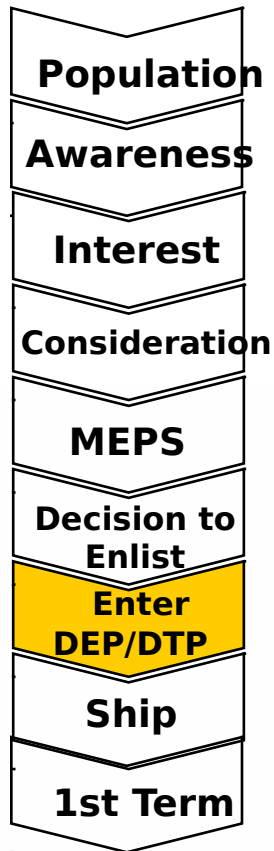 Population
Awareness
Interest
Consideration
MEPS
Decision to
Enlist
Enter
DEP/DTP
Ship
1st Term